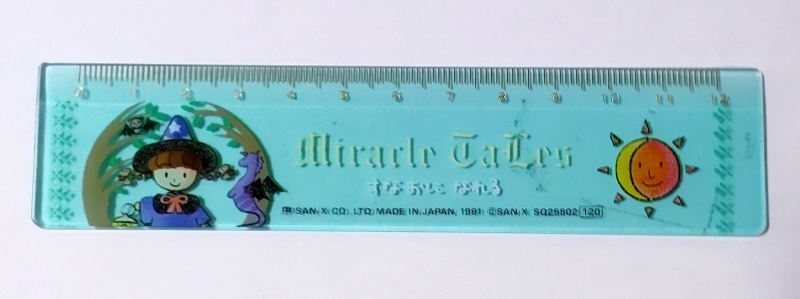 0 1 2 3 4 5 6 7 8 9 10 11 12
Miracle TaLes
すなおに なれる
SAN-X CO., LTD. MADE IN JAPAN, 1991 ©SAN-X SQ25502 120